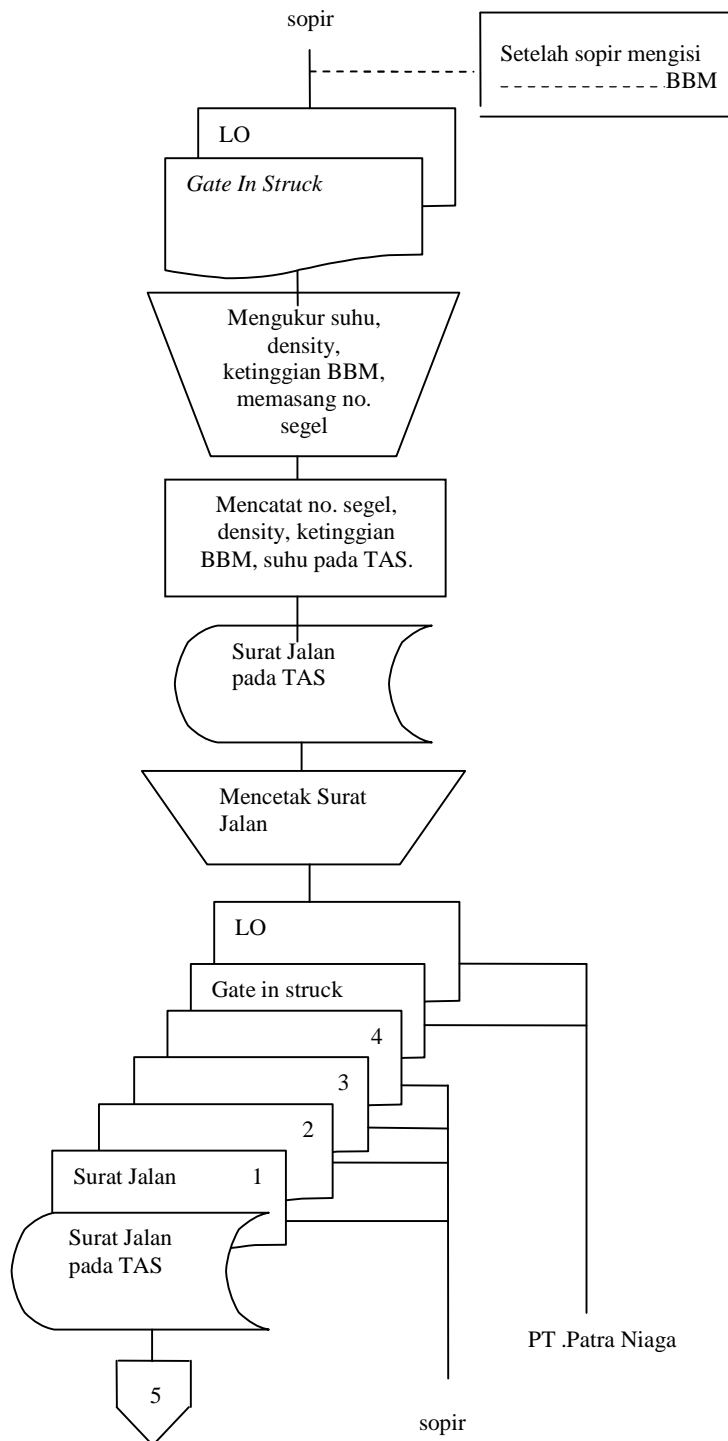 sopir
Setelah sopir mengisi
BBM
LO
Gate In Struck
Mengukur suhu,
density,
ketinggian BBM,
memasang no.
segel
Mencatat no. segel,
density, ketinggian
BBM, suhu pada TAS.
Surat Jalan
pada TAS
Mencetak Surat
Jalan
LO
Gate in struck
4
3
2
Surat Jalan 1
Surat Jalan
pada TAS
PT .Patra Niaga
5
sopir